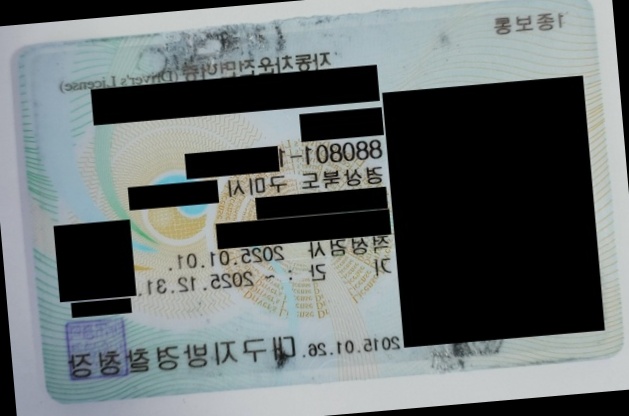 1종보통
자동차운전면허증 (Driver's License)
880801-1
경상북도 구미시
적성검사 2025.01.01.
기 간 : ~ 2025.12.31.
2015.01.26. 대구지방경찰청장